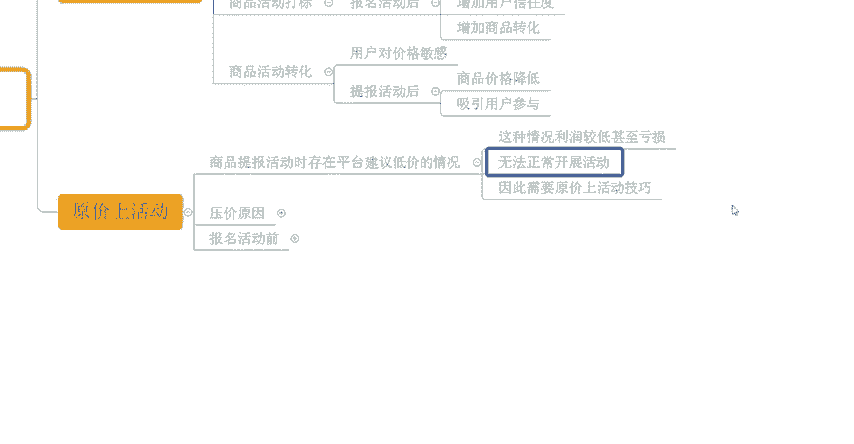 商品活动打标
报名活动后
增加用户信任度
增加商品转化
商品活动转化
用户对价格敏感
提报活动后
商品价格降低
吸引用户参与
原价上活动
商品提报活动时存在平台建议低价的情况
这种情况利润较低甚至亏损
无法正常开展活动
因此需要原价上活动技巧
压价原因
报名活动前